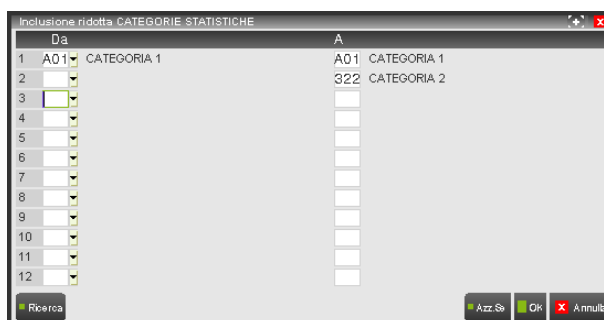 Inclusione ridotta CATEGORIE STATISTICHE
Da A
1 A01 CATEGORIA 1 A01 CATEGORIA 1
2 322 CATEGORIA 2
3
4
5
6
7
8
9
10
11
12
Ricerca Azz.Se Ok Annulla